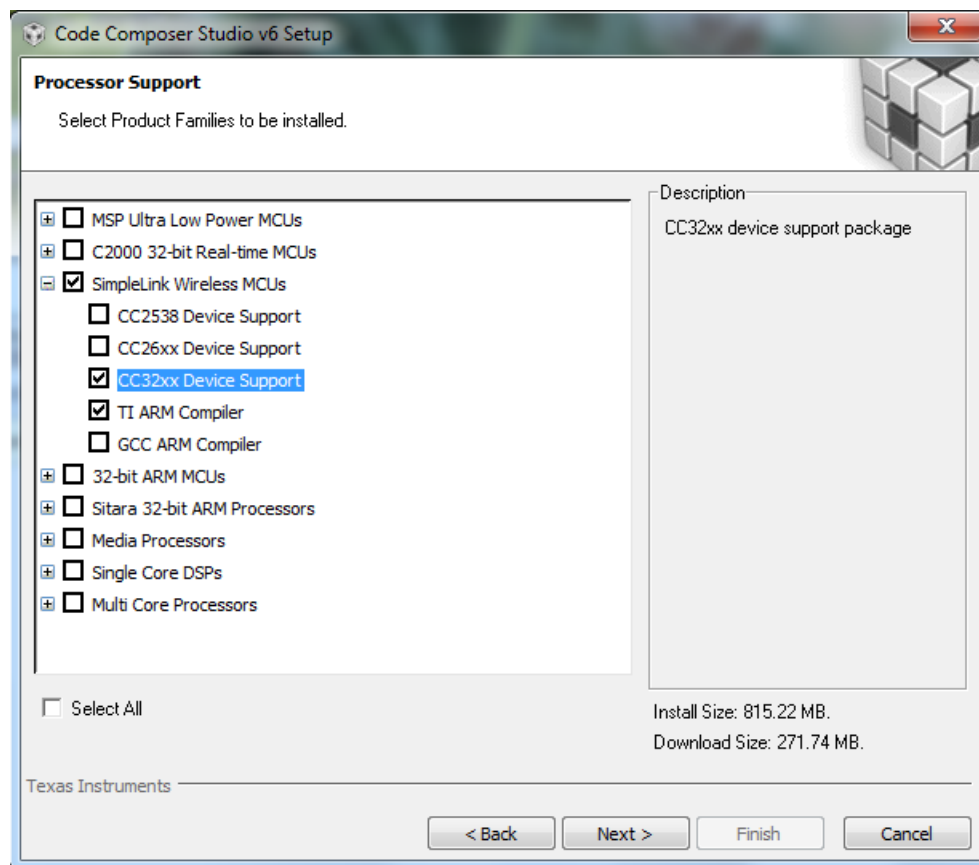 Code Composer Studio v6 Setup
Processor Support
Select Product Families to be installed.
MSP Ultra Low Power MCUs
C2000 32-bit Real-time MCUs
SimpleLink Wireless MCUs
CC2538 Device Support
CC26xx Device Support
CC32xx Device Support
TI ARM Compiler
GCC ARM Compiler
32-bit ARM MCUs
Sitara 32-bit ARM Processors
Media Processors
Single Core DSPs
Multi Core Processors
Select All
Description
CC32xx device support package
Install Size: 815.22 MB.
Download Size: 271.74 MB.
Texas Instruments
< Back
Next >
Finish
Cancel